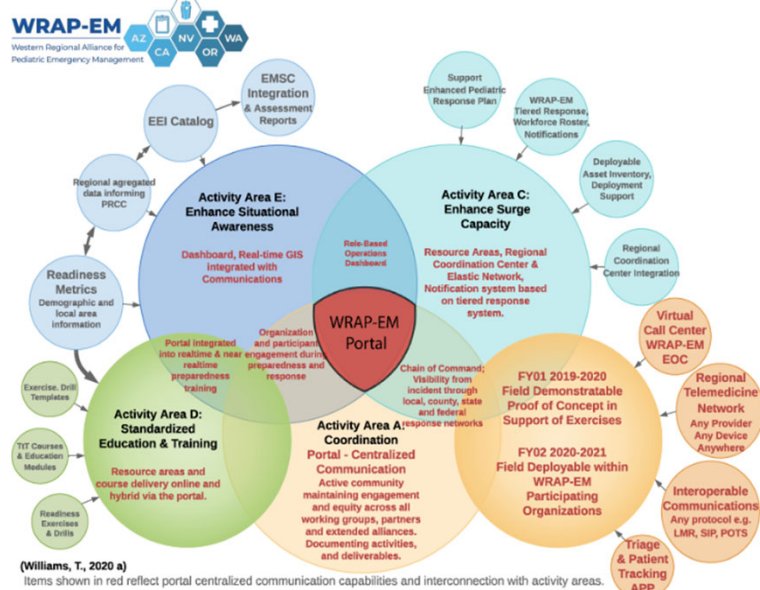 WRAP-EM
Western Regional Alliance for
Pediatric Emergency Management
AZ
CA
NV
OR
WA
EMSC
Integration
& Assessment
Reports
EEI Catalog
Regional agregated
data informing
PRCC
Readiness
Metrics
Demographic and
local area
information
Exercise, Drill
Templates
TtT Courses
& Education
Modules
Readiness
Exercises
& Drills
Support
Enhanced Pediatric
Response Plan
WRAP-EM
Tiered Response,
Workforce Roster,
Notifications
Deployable
Asset Inventory,
Deployment
Support
Regional
Coordination
Center Integration
Virtual
Call Center
WRAP-EM
EOC
Regional
Telemedicine
Network
Any Provider
Any Device
Anywhere
Interoperable
Communications
Any protocol e.g.
LMR, SIP, POTS
Triage
& Patient
Tracking
APP
Activity Area E:
Enhance Situational
Awareness
Dashboard, Real-time GIS
integrated with
Communications
Role-Based
Operations
Dashboard
Activity Area C:
Enhance Surge
Capacity
Resource Areas, Regional
Coordination Center &
Elastic Network,
Notification system based
on tiered response
system.
WRAP-EM
Portal
Portal integrated
into realtime & near
realtime
preparedness
training
Organization
and participant
engagement during
preparedness and
response
Chain of Command;
Visibility from
incident through
local, county, state
and federal
response networks
Activity Area D:
Standardized
Education & Training
Resource areas and
course delivery online and
hybrid via the portal.
Activity Area A:
Coordination
Portal - Centralized
Communication
Active community
maintaining engagement
and equity across all
working groups, partners
and extended alliances.
Documenting activities,
and deliverables.
FY01 2019-2020
Field Demonstratable
Proof of Concept in
Support of Exercises
FY02 2020-2021
Field Deployable within
WRAP-EM
Participating
Organizations
(Williams, T., 2020 a)
Items shown in red reflect portal centralized communication capabilities and interconnection with activity areas.